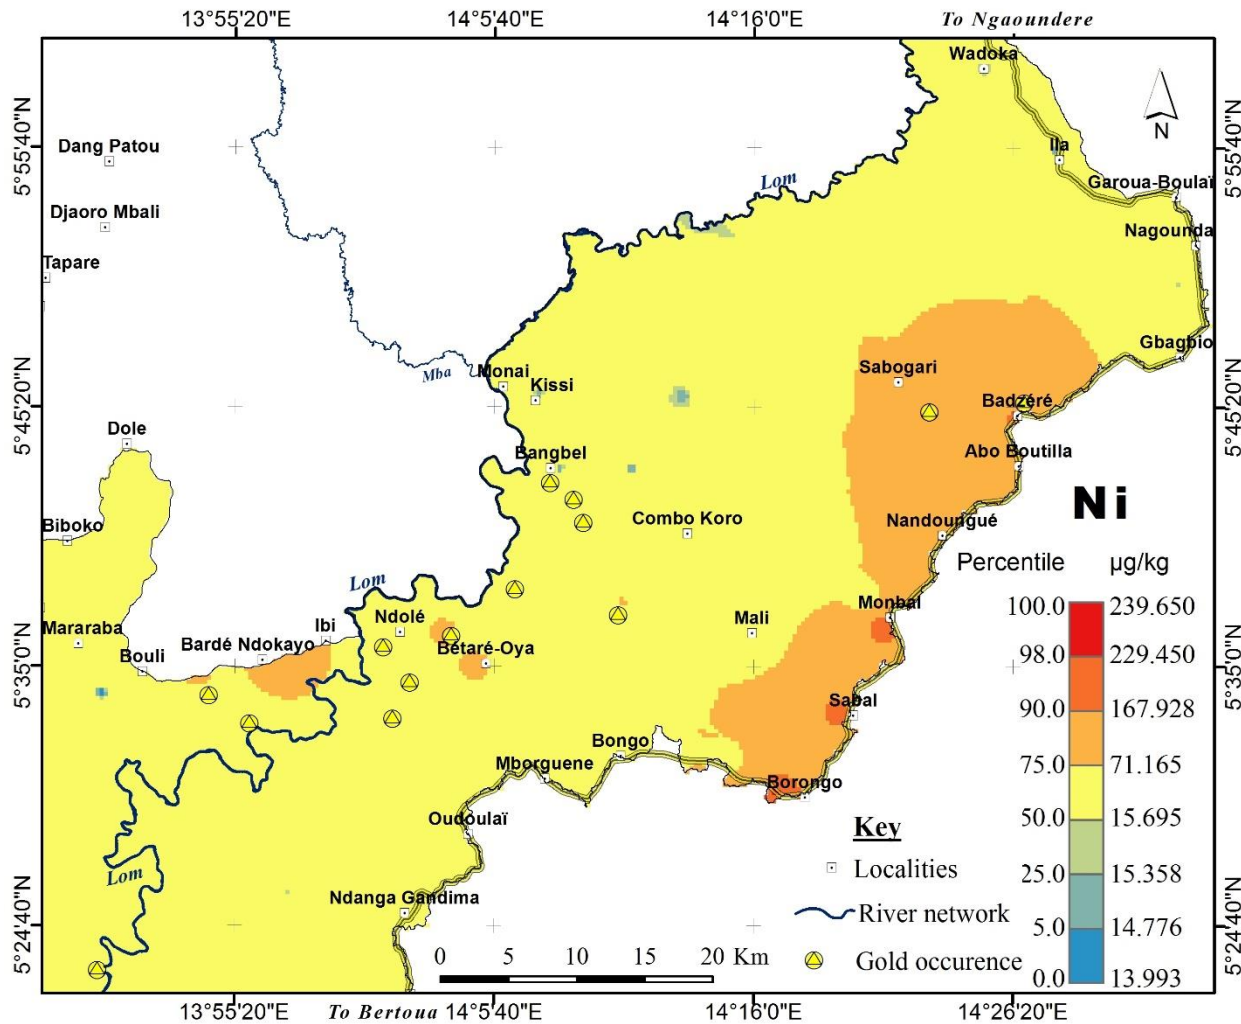 13°55'20"E
14°5'40"E
14°16'0"E
To Ngaoundere
Wadoka
N
5°55'40"N
5°55'40"N
Dang Patou
Ila
Lom
Garoua-Boulaï
Djaoro Mbali
Nagounda
Tapare
Gbagbio
Mba
Monai
Kissi
Sabogari
Badzéré
5°45'20"N
5°45'20"N
Dole
Bangbel
Abo Boutilla
Ni
Biboko
Combo Koro
Nandoungué
Percentile
µg/kg
Lom
100.0
239.650
Monbal
Mararaba
Bardé Ndokayo
Ibi
Ndolé
Mali
Bouli
Bétaré-Oya
98.0
229.450
5°35'0"N
5°35'0"N
Sabal
90.0
167.928
Bongo
Mborguene
75.0
71.165
Borongo
Oudoulaï
50.0
15.695
Key
Lom
Localities
25.0
15.358
Ndanga Gandima
River network
5.0
14.776
5°24'40"N
5°24'40"N
0 5 10 15 20 Km
Gold occurence
0.0
13.993
13°55'20"E
To Bertoua
14°5'40"E
14°16'0"E
14°26'20"E